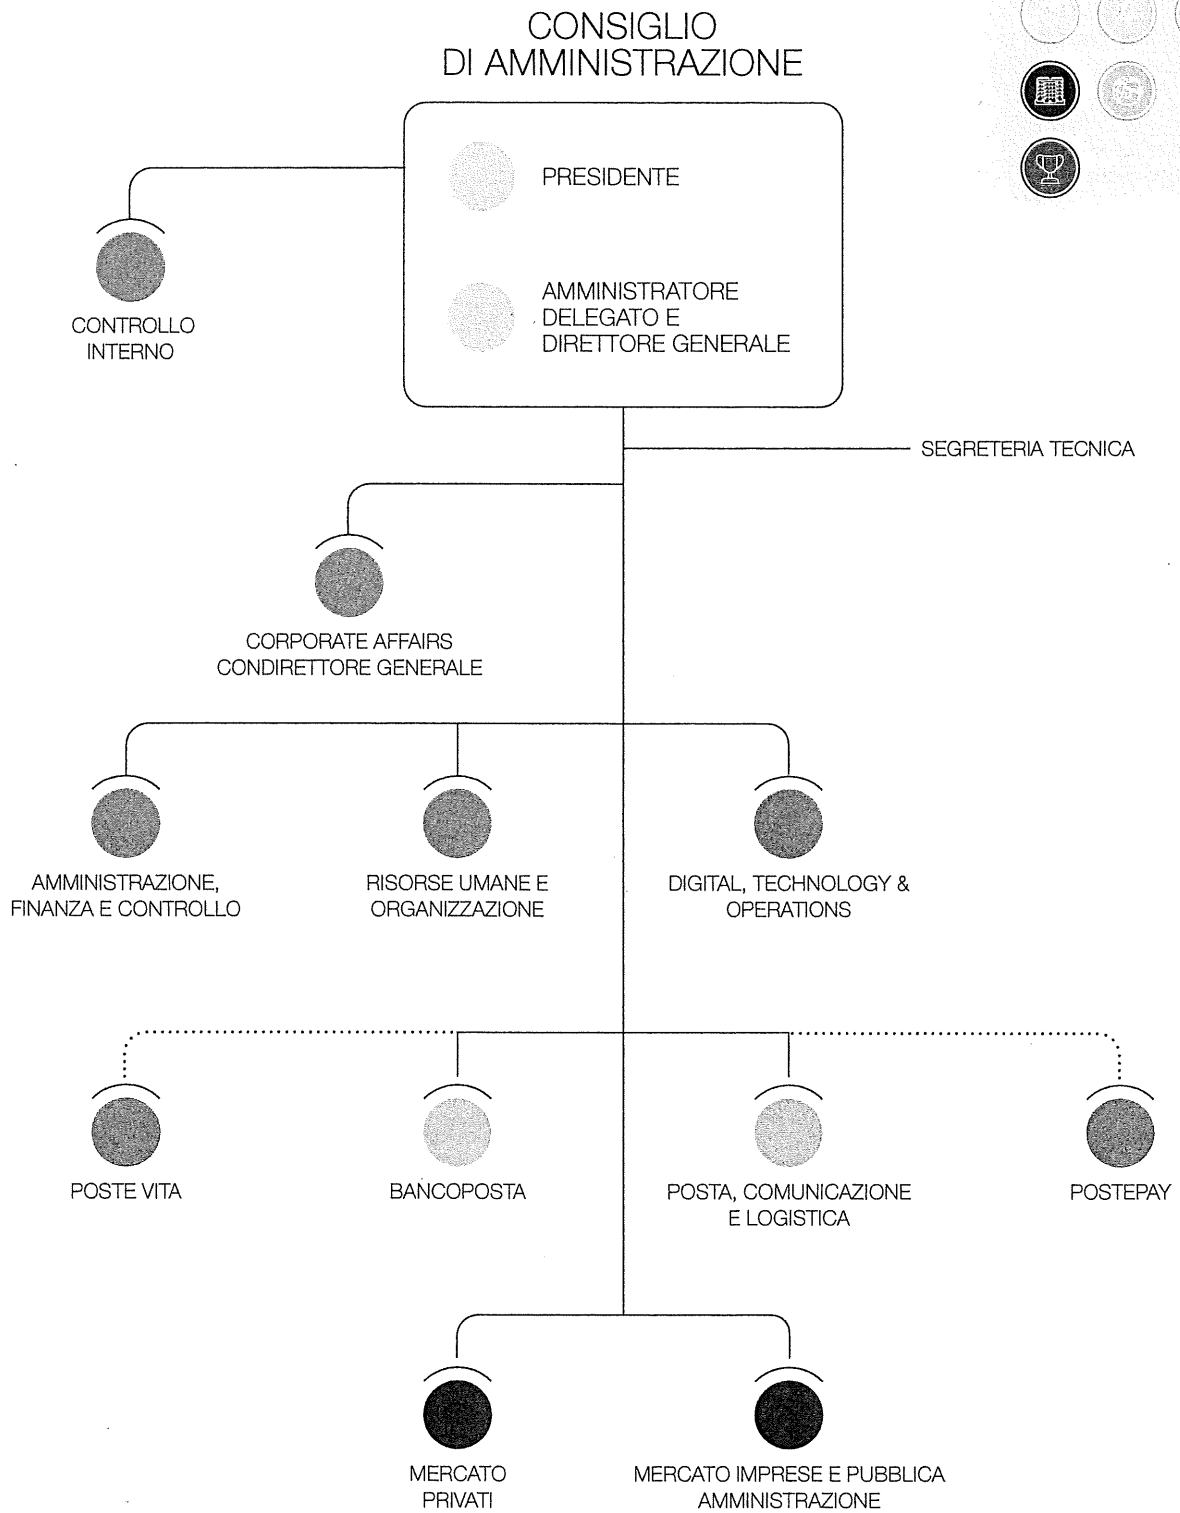 CONSIGLIO
DI AMMINISTRAZIONE
PRESIDENTE
AMMINISTRATORE
DELEGATO E
DIRETTORE GENERALE
CONTROLLO
INTERNO
SEGRETERIA TECNICA
CORPORATE AFFAIRS
CONDIRETTORE GENERALE
AMMINISTRAZIONE,
FINANZA E CONTROLLO
RISORSE UMANE E
ORGANIZZAZIONE
DIGITAL, TECHNOLOGY &
OPERATIONS
POSTE VITA
BANCOPOSTA
POSTA, COMUNICAZIONE
E LOGISTICA
POSTEPAY
MERCATO
PRIVATI
MERCATO IMPRESE E PUBBLICA
AMMINISTRAZIONE